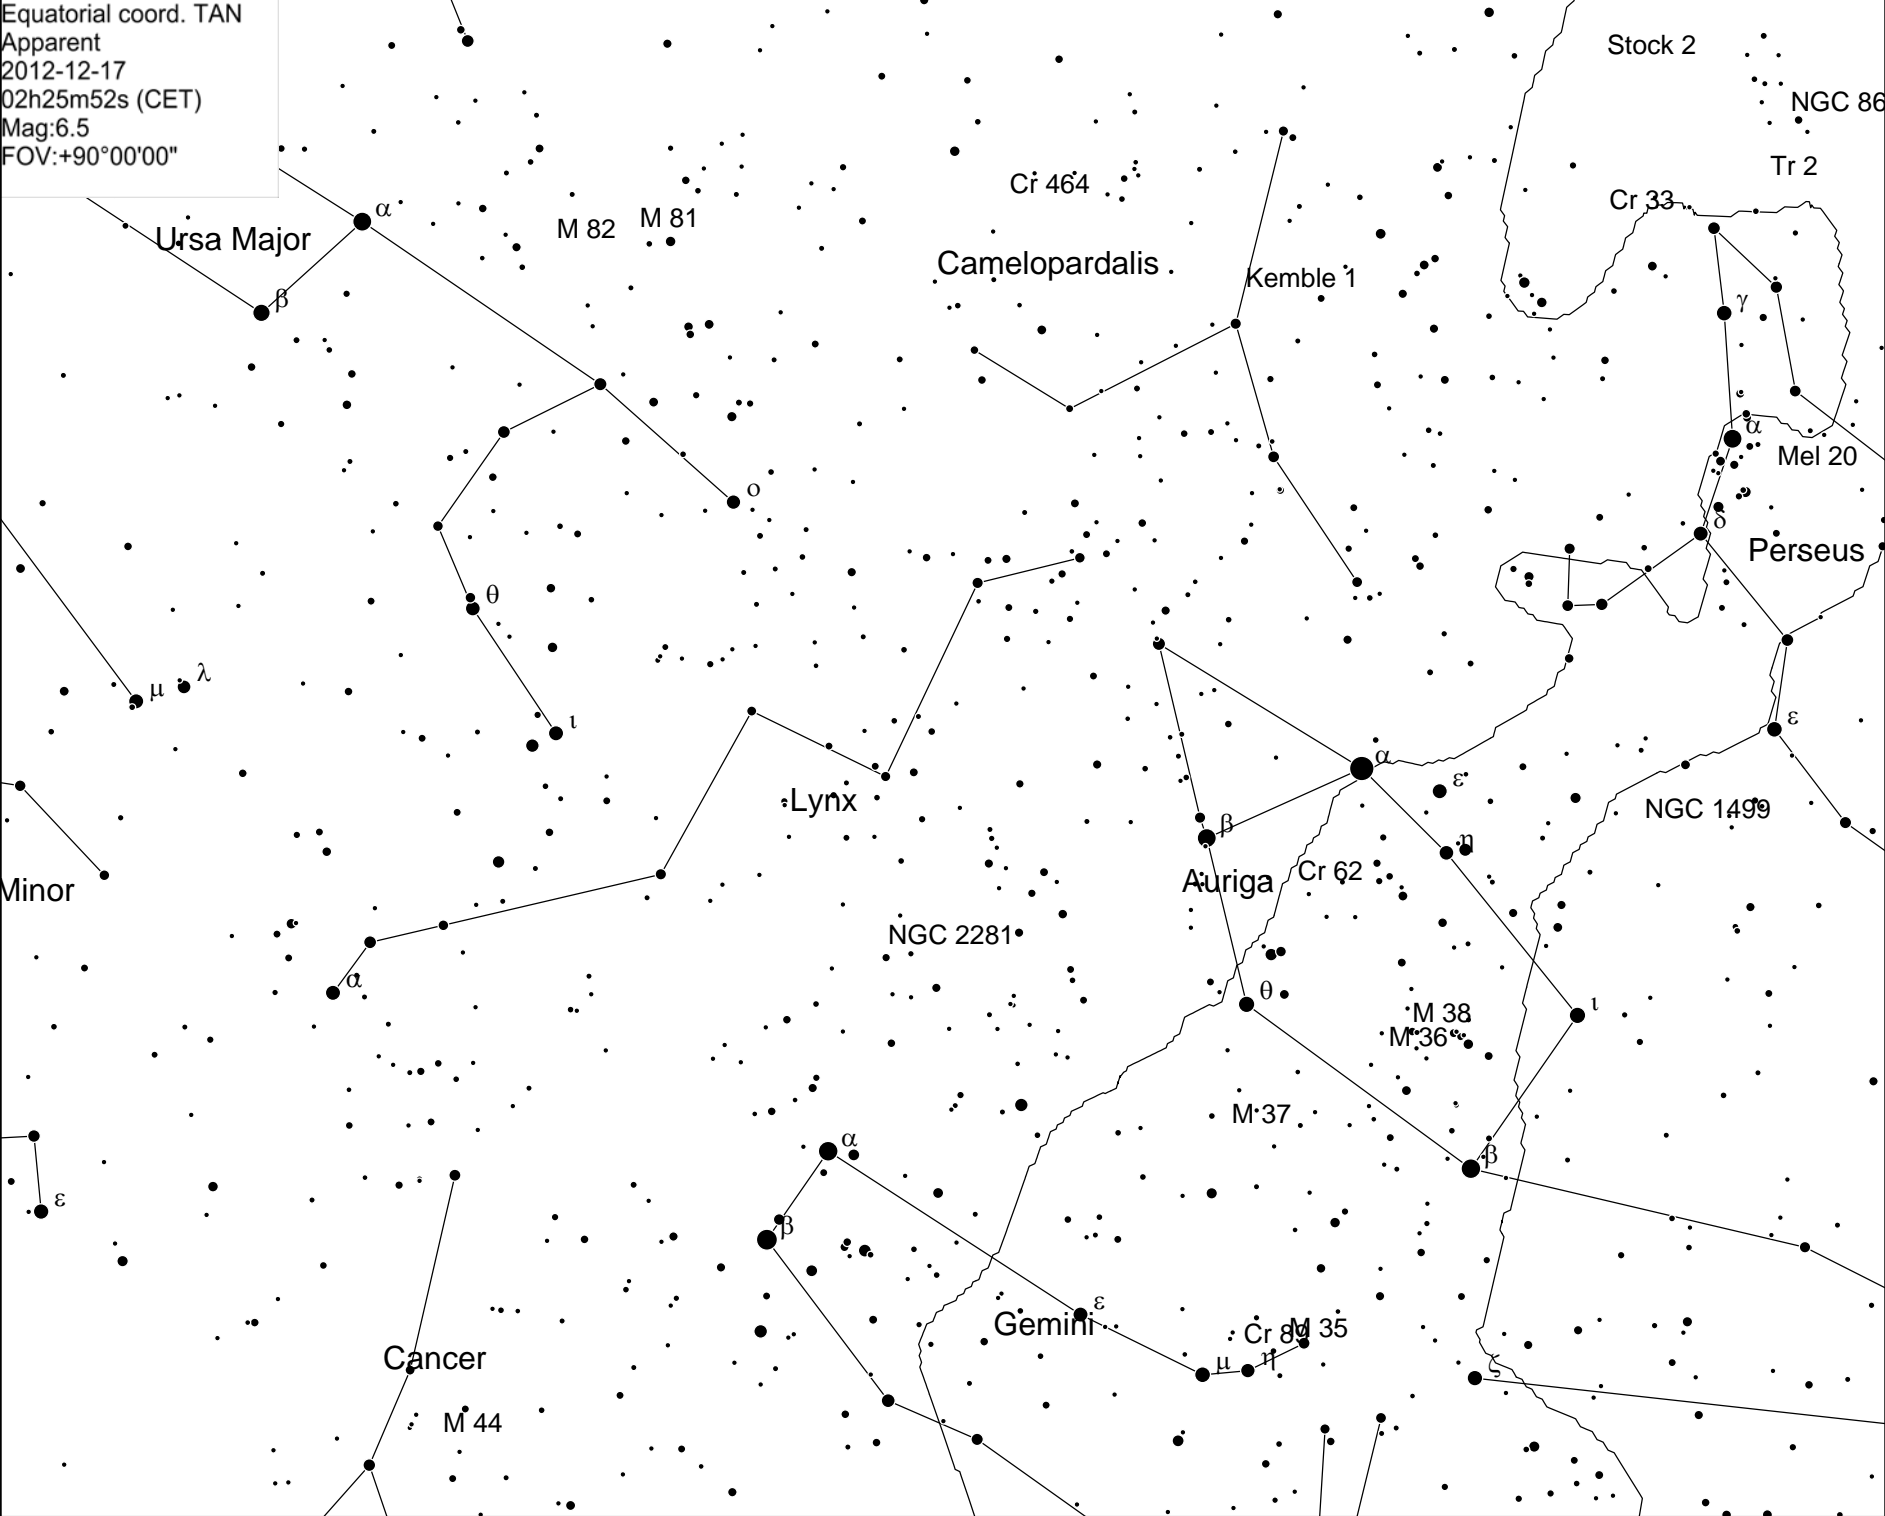 Equatorial coord. TAN
Apparent
2012-12-17
02h25m52s (CET)
Mag:6.5
FOV:+90°00'00"
Stock 2
NGC 86
Tr 2
Cr 464
Cr 33
α
M 82
M 81
Ursa Major
Camelopardalis
Kemble 1
β
γ
α
Mel 20
ο
δ
Perseus
θ
λ
μ
ι
ε
α
ε
Lynx
NGC 1499
β
η
Auriga
Cr 62
Minor
NGC 2281
α
θ
ι
M 38
M 36
M 37
α
β
ε
β
ε
Gemini
Cr 89
M 35
μ
η
Cancer
ζ
M 44